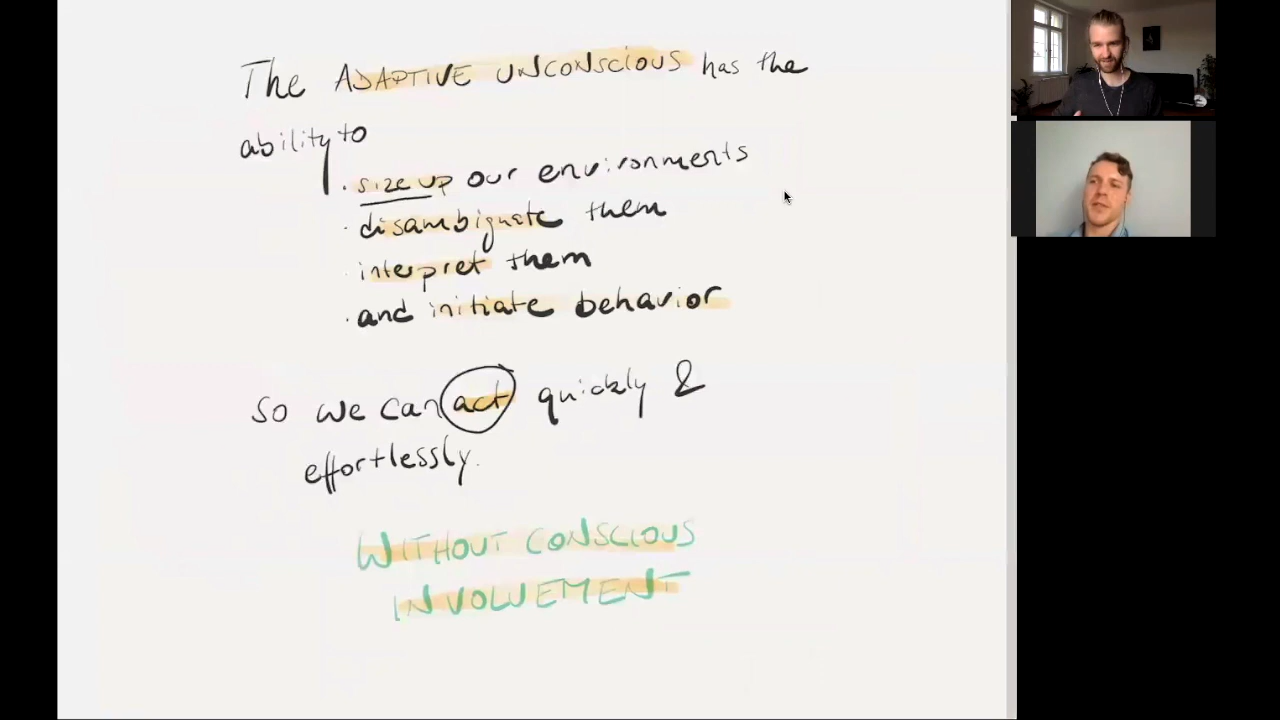 The ADAPTIVE UNCONSCIOUS has the
ability to
· size up our environments
· disambiguate them
· interpret them
· and initiate behavior
so we can act quickly &
effortlessly.
WITHOUT CONSCIOUS
INVOLVEMENT